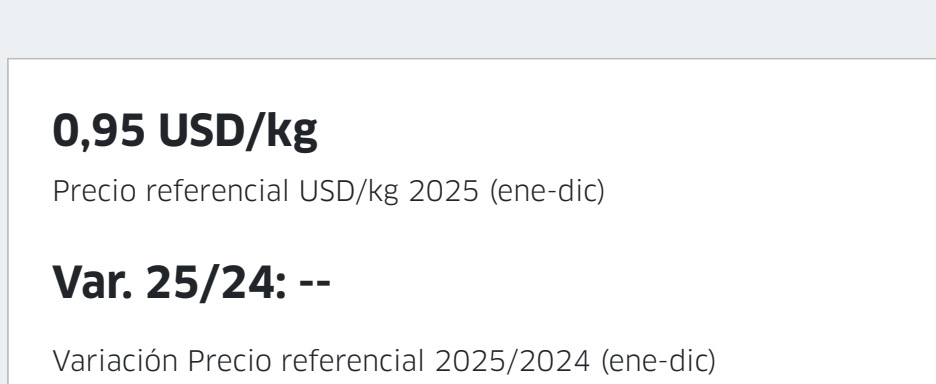 0,95 USD/kg
Precio referencial USD/kg 2025 (ene-dic)
Var. 25/24: --
Variación Precio referencial 2025/2024 (ene-dic)